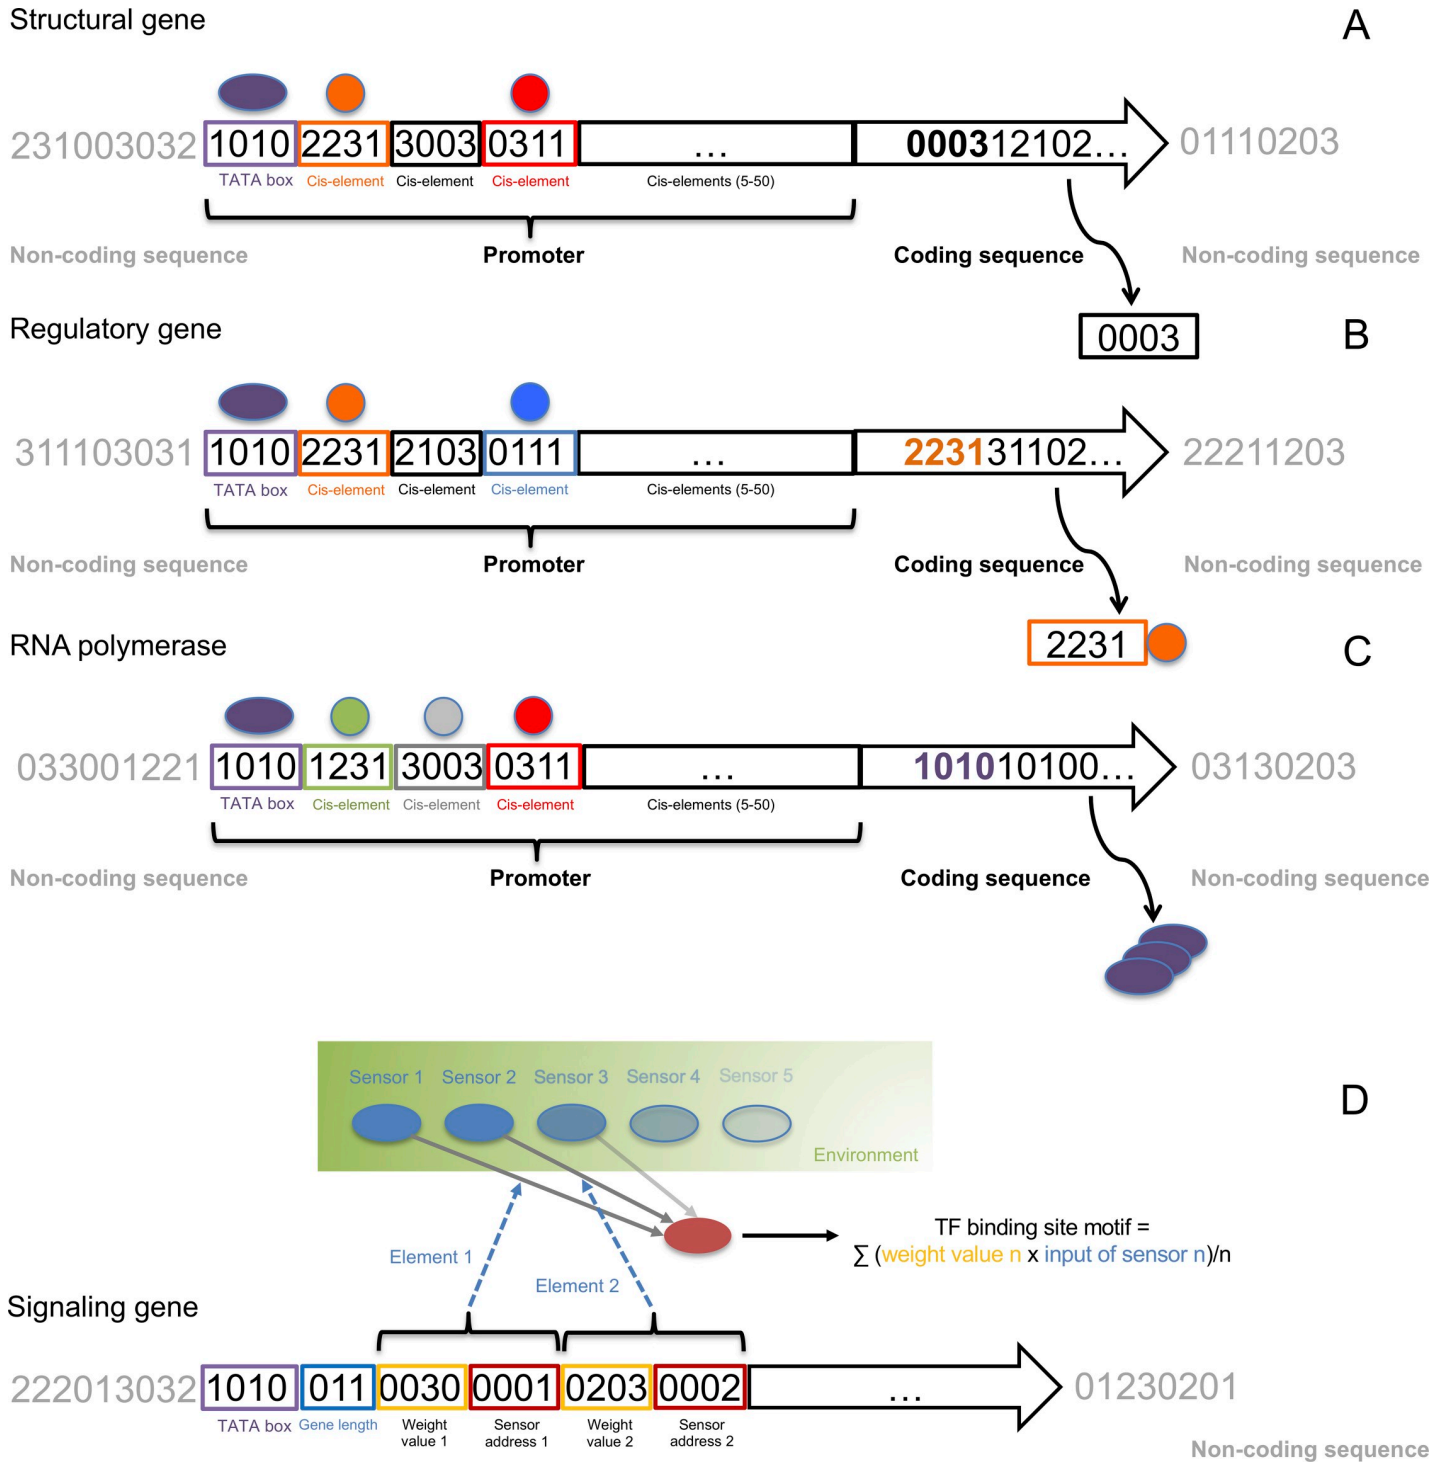 Structural gene
A
231003032 1010 2231 3003 0311 ... 000312102... 01110203
TATA box Cis-element Cis-element Cis-element Cis-elements (5-50)
Non-coding sequence Promoter Coding sequence Non-coding sequence
0003
Regulatory gene
B
311103031 1010 2231 2103 0111 ... 223131102... 22211203
TATA box Cis-element Cis-element Cis-element Cis-elements (5-50)
Non-coding sequence Promoter Coding sequence Non-coding sequence
2231
RNA polymerase
C
033001221 1010 1231 3003 0311 ... 101010100... 03130203
TATA box Cis-element Cis-element Cis-element Cis-elements (5-50)
Non-coding sequence Promoter Coding sequence Non-coding sequence
Sensor 1 Sensor 2 Sensor 3 Sensor 4 Sensor 5
D
Environment
TF binding site motif =
∑ (weight value n x input of sensor n)/n
Element 1
Element 2
Signaling gene
222013032 1010 011 0030 0001 0203 0002 ... 01230201
TATA box Gene length Weight value 1 Sensor address 1 Weight value 2 Sensor address 2
Non-coding sequence